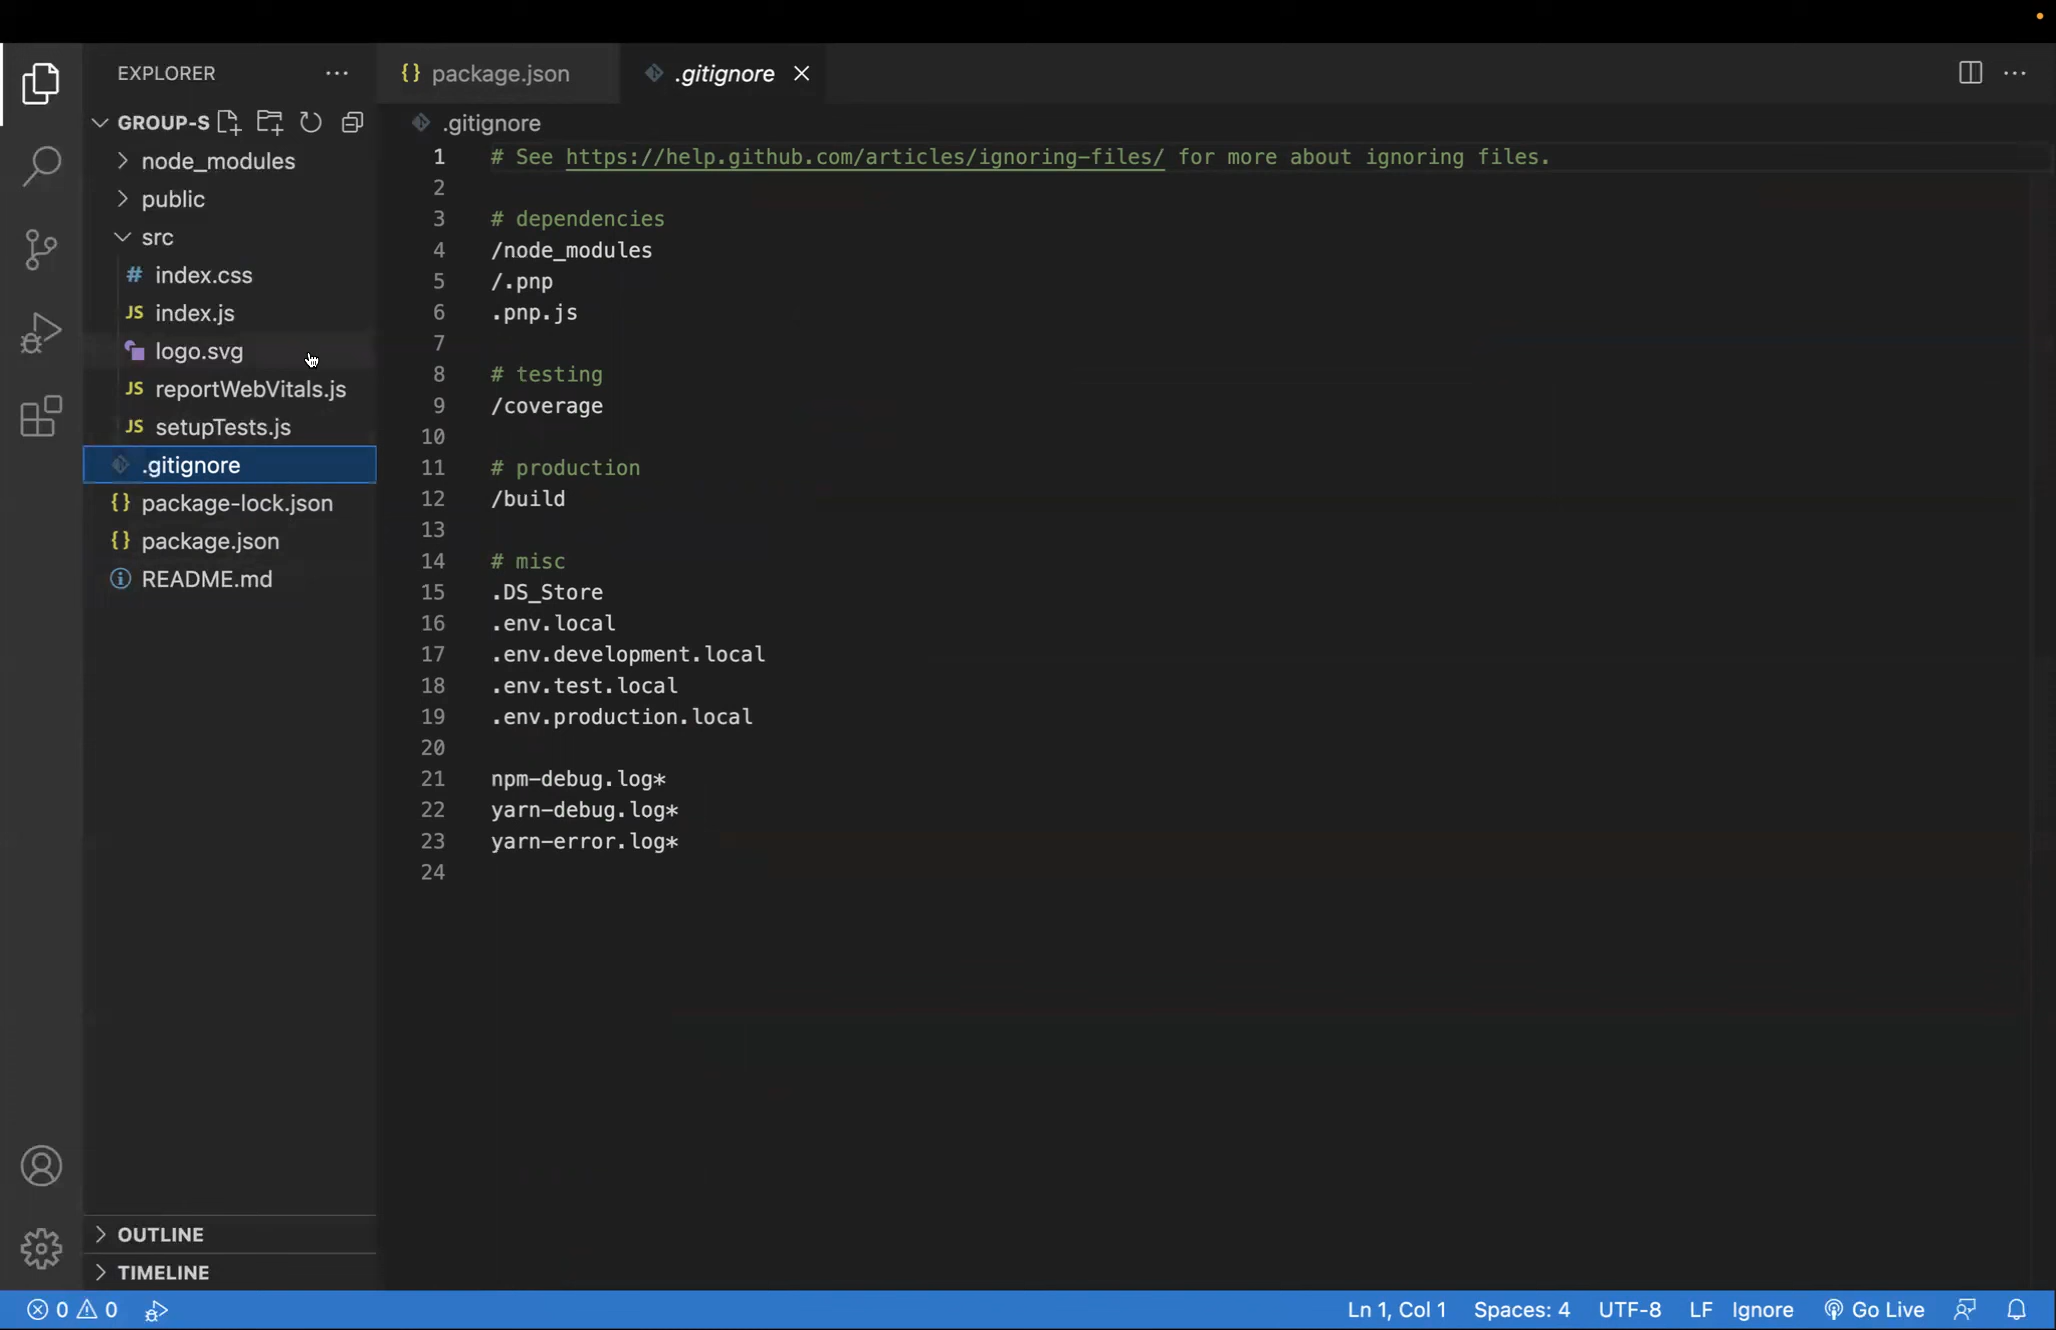 EXPLORER
GROUP-S
node_modules
public
src
# index.css
JS index.js
logo.svg
JS reportWebVitals.js
JS setupTests.js
.gitignore
{} package-lock.json
{} package.json
README.md
OUTLINE
TIMELINE
{} package.json
.gitignore
.gitignore
1 # See https://help.github.com/articles/ignoring-files/ for more about ignoring files.
2
3 # dependencies
4 /node_modules
5 /.pnp
6 .pnp.js
7
8 # testing
9 /coverage
10
11 # production
12 /build
13
14 # misc
15 .DS_Store
16 .env.local
17 .env.development.local
18 .env.test.local
19 .env.production.local
20
21 npm-debug.log*
22 yarn-debug.log*
23 yarn-error.log*
24
0 0 Ln 1, Col 1 Spaces: 4 UTF-8 LF Ignore Go Live